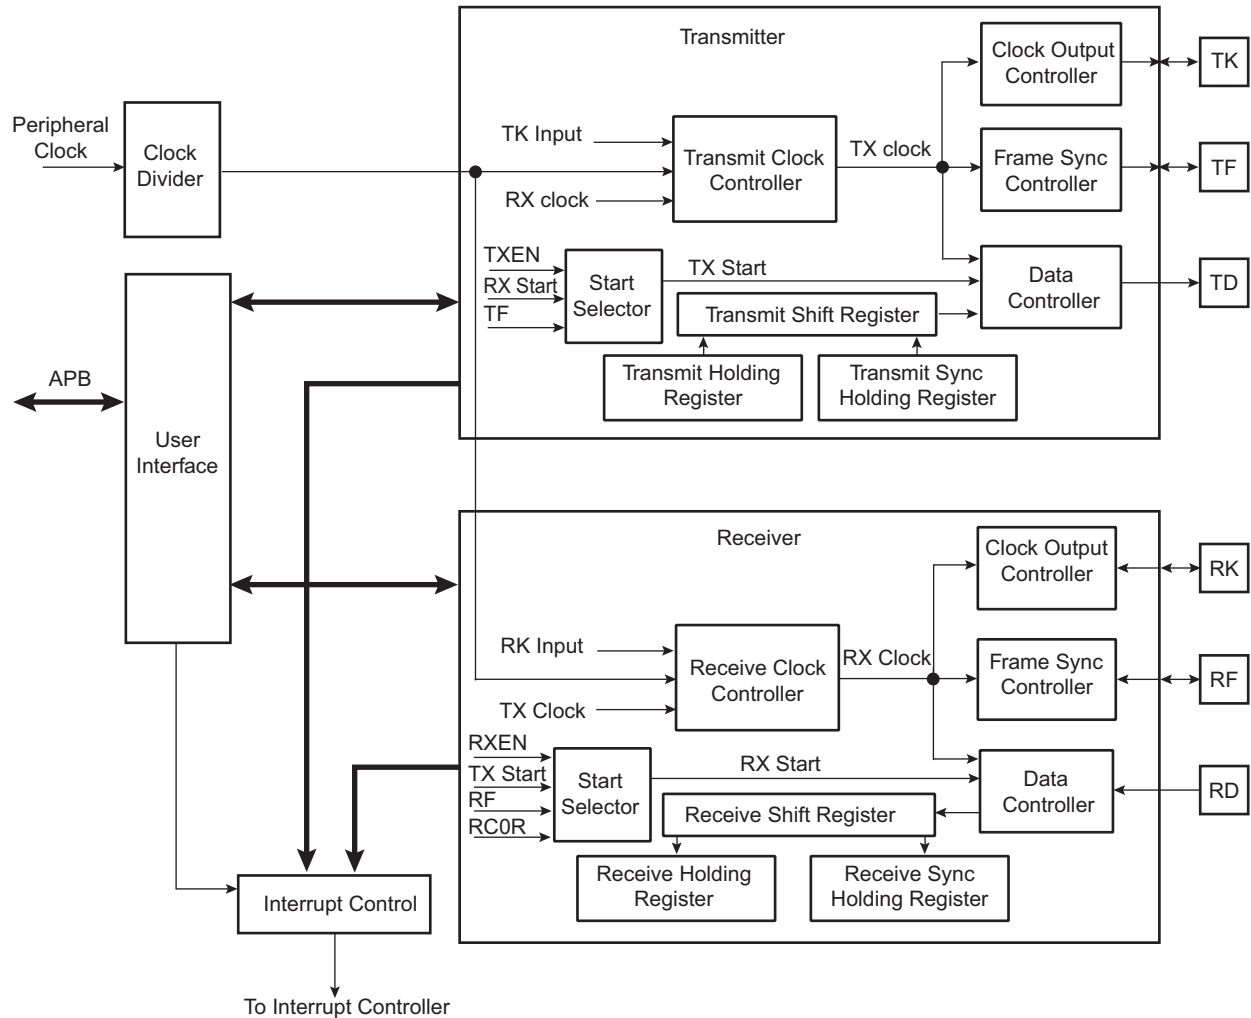 Transmitter
Clock Output
Controller
TK
Peripheral
Clock
Clock
Divider
TK Input
Transmit Clock
Controller
TX clock
Frame Sync
Controller
TF
RX clock
TXEN
RX Start
TF
Start
Selector
TX Start
Data
Controller
TD
Transmit Shift Register
Transmit Holding
Register
Transmit Sync
Holding Register
APB
User
Interface
Receiver
Clock Output
Controller
RK
RK Input
Receive Clock
Controller
RX Clock
Frame Sync
Controller
RF
TX Clock
RXEN
TX Start
RF
RC0R
Start
Selector
RX Start
Data
Controller
RD
Receive Shift Register
Receive Holding
Register
Receive Sync
Holding Register
Interrupt Control
To Interrupt Controller